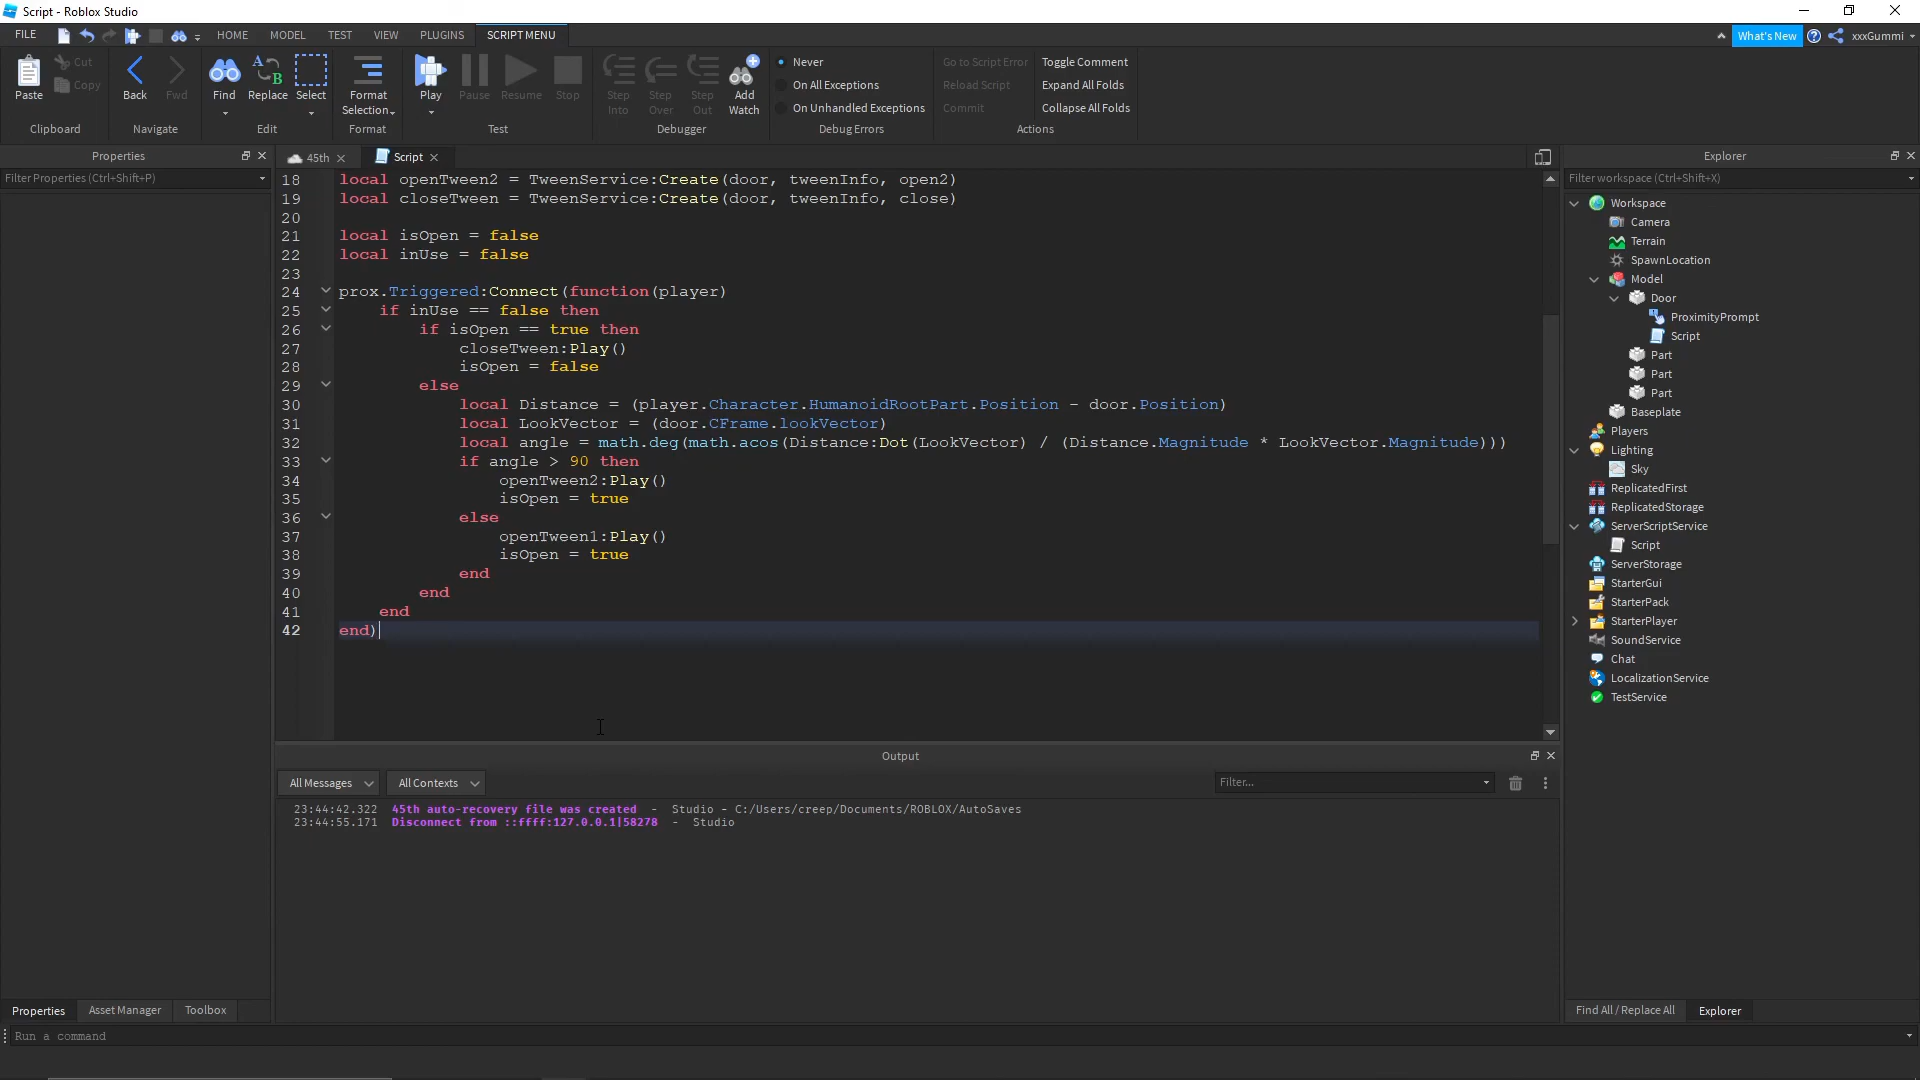 Script - Roblox Studio
FILE
HOME
MODEL
TEST
VIEW
PLUGINS
SCRIPT MENU
What's New
xxxGummi
Paste
Cut
Copy
Clipboard
Back
Fwd
Navigate
Find
Replace
Select
Edit
Format
Selection
Format
Play
Pause
Resume
Stop
Test
Step
Into
Step
Over
Step
Out
Add
Watch
Debugger
Never
On All Exceptions
On Unhandled Exceptions
Debug Errors
Go to Script Error
Reload Script
Commit
Toggle Comment
Expand All Folds
Collapse All Folds
Actions
Properties
Filter Properties (Ctrl+Shift+P)
45th
Script
18 local openTween2 = TweenService:Create(door, tweenInfo, open2)
19 local closeTween = TweenService:Create(door, tweenInfo, close)
20
21 local isOpen = false
22 local inUse = false
23
24 prox.Triggered:Connect(function(player)
25 if inUse == false then
26 if isOpen == true then
27 closeTween:Play()
28 isOpen = false
29 else
30 local Distance = (player.Character.HumanoidRootPart.Position - door.Position)
31 local LookVector = (door.CFrame.lookVector)
32 local angle = math.deg(math.acos(Distance:Dot(LookVector) / (Distance.Magnitude * LookVector.Magnitude)))
33 if angle > 90 then
34 openTween2:Play()
35 isOpen = true
36 else
37 openTween1:Play()
38 isOpen = true
39 end
40 end
41 end
42 end)
Output
All Messages
All Contexts
Filter...
23:44:42.322 45th auto-recovery file was created - Studio - C:/Users/creep/Documents/ROBLOX/AutoSaves
23:44:55.171 Disconnect from ::ffff:127.0.0.1|58278 - Studio
Explorer
Filter workspace (Ctrl+Shift+X)
Workspace
Camera
Terrain
SpawnLocation
Model
Door
ProximityPrompt
Script
Part
Part
Part
Baseplate
Players
Lighting
Sky
ReplicatedFirst
ReplicatedStorage
ServerScriptService
Script
ServerStorage
StarterGui
StarterPack
StarterPlayer
SoundService
Chat
LocalizationService
TestService
Properties
Asset Manager
Toolbox
Find All / Replace All
Explorer
Run a command